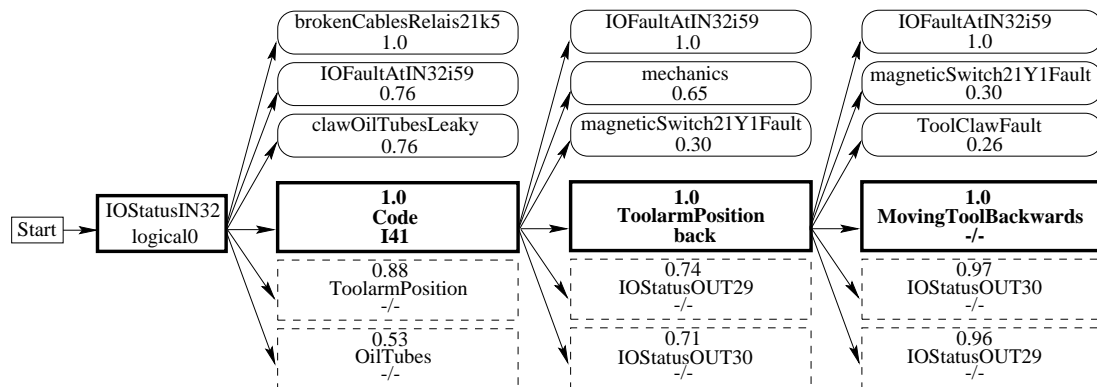 Start
IOStatusIN32
logical0
brokenCablesRelais21k5
1.0
IOFaultAtIN32i59
0.76
clawOilTubesLeaky
0.76
1.0
Code
I41
0.88
ToolarmPosition
-/-
0.53
OilTubes
-/-
IOFaultAtIN32i59
1.0
mechanics
0.65
magneticSwitch21Y1Fault
0.30
1.0
ToolarmPosition
back
0.74
IOStatusOUT29
-/-
0.71
IOStatusOUT30
-/-
IOFaultAtIN32i59
1.0
magneticSwitch21Y1Fault
0.30
ToolClawFault
0.26
1.0
MovingToolBackwards
-/-
0.97
IOStatusOUT30
-/-
0.96
IOStatusOUT29
-/-